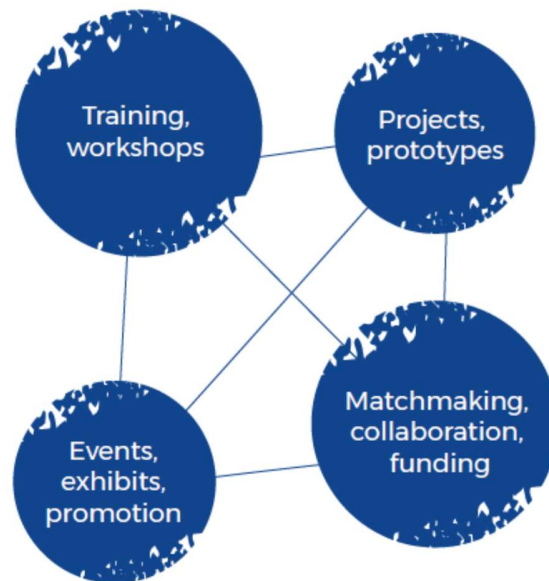 Training,
workshops
Projects,
prototypes
Events,
exhibits,
promotion
Matchmaking,
collaboration,
funding